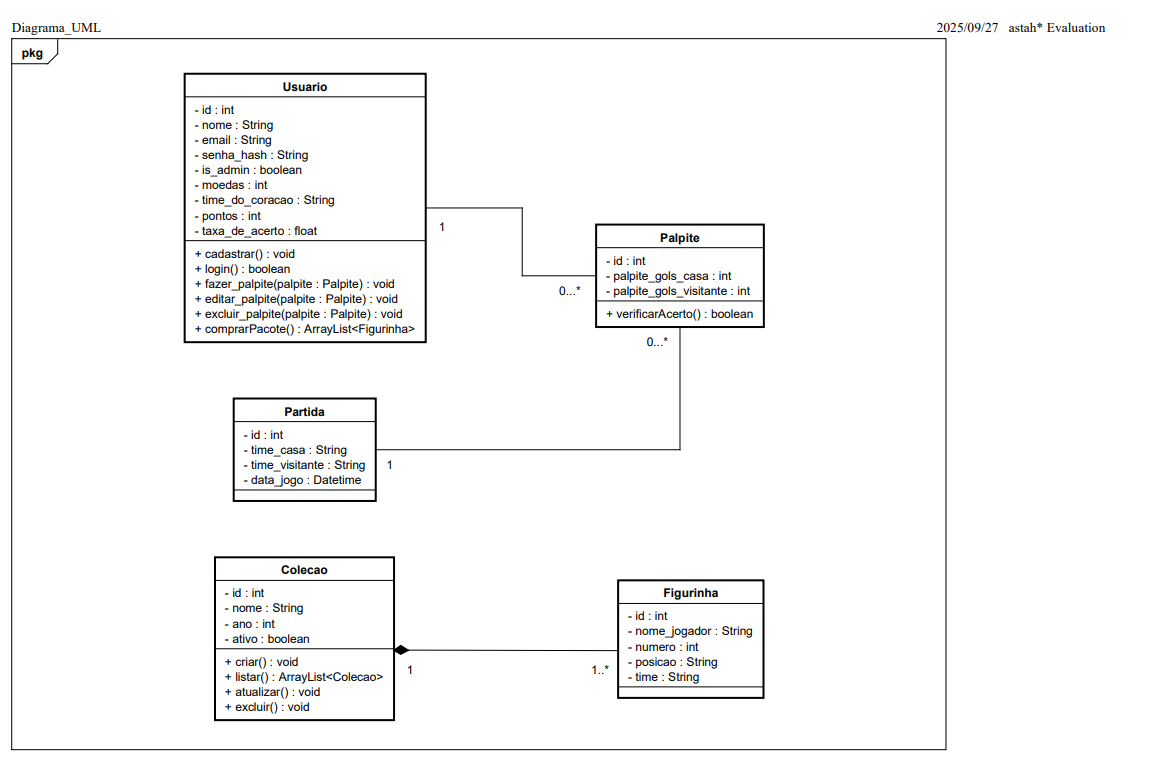 Diagrama_UML
2025/09/27 astah* Evaluation
pkg
Usuario
- id : int
- nome : String
- email : String
- senha_hash : String
- is_admin : boolean
- moedas : int
- time_do_coracao : String
- pontos : int
- taxa_de_acerto : float
+ cadastrar() : void
+ login() : boolean
+ fazer_palpite(palpite : Palpite) : void
+ editar_palpite(palpite : Palpite) : void
+ excluir_palpite(palpite : Palpite) : void
+ comprarPacote() : ArrayList<Figurinha>
1
0...*
Palpite
- id : int
- palpite_gols_casa : int
- palpite_gols_visitante : int
+ verificarAcerto() : boolean
0...*
Partida
- id : int
- time_casa : String
- time_visitante : String
- data_jogo : Datetime
1
Colecao
- id : int
- nome : String
- ano : int
- ativo : boolean
+ criar() : void
+ listar() : ArrayList<Colecao>
+ atualizar() : void
+ excluir() : void
1
1..*
Figurinha
- id : int
- nome_jogador : String
- numero : int
- posicao : String
- time : String